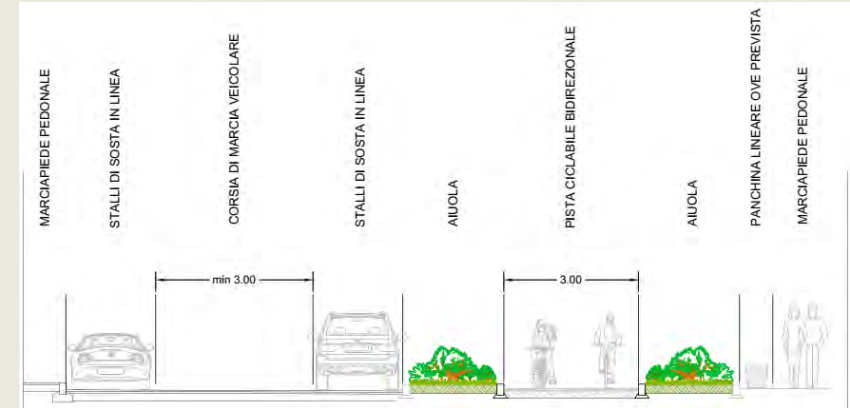 MARCIAPIEDE PEDONALE
STALLI DI SOSTA IN LINEA
CORSIA DI MARCIA VEICOLARE
STALLI DI SOSTA IN LINEA
AIUOLA
PISTA CICLABILE BIDIREZIONALE
AIUOLA
PANCHINA LINEARE OVE PREVISTA
MARCIAPIEDE PEDONALE
min 3.00
3.00